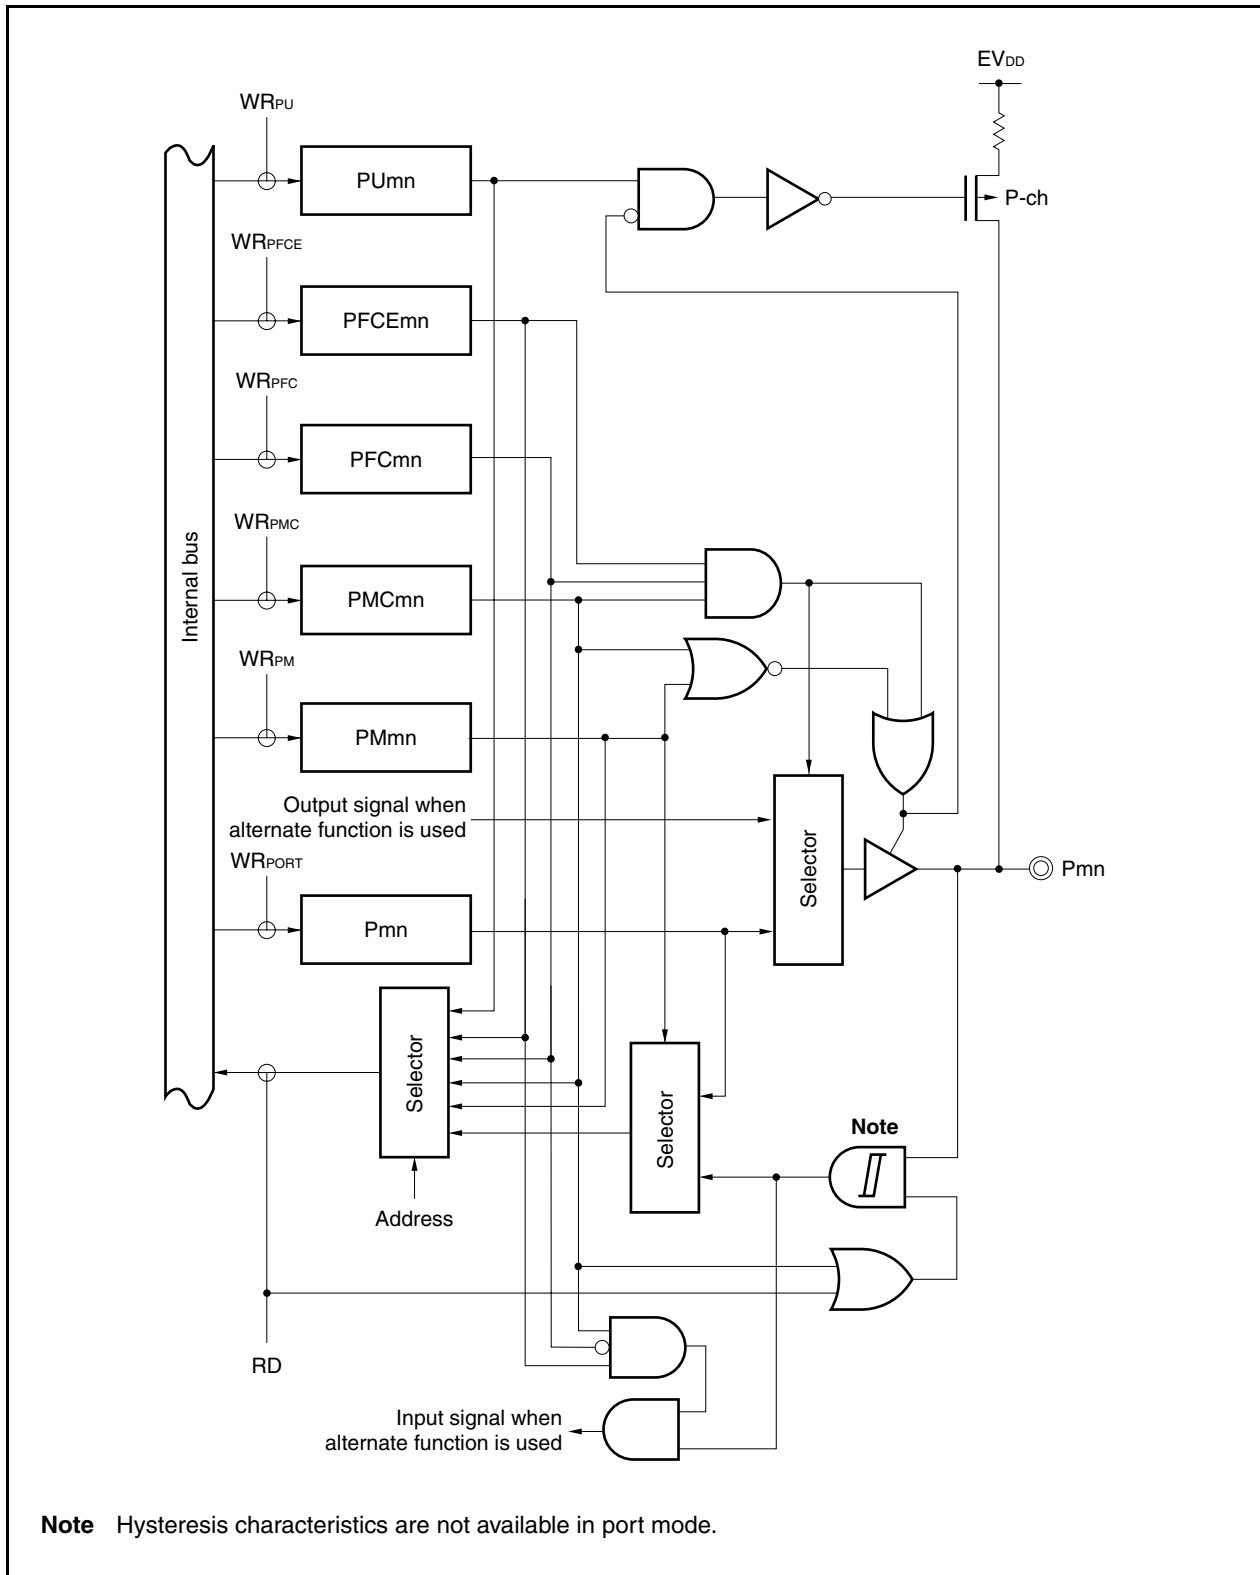 EVDD
WRPU
PUmn
P-ch
WRPFCE
PFCEmn
WRPFC
PFCmn
Internal bus
WRPMC
PMCmn
WRPM
PMmn
Output signal when
alternate function is used
Selector
WRPORT
Pmn
Pmn
Selector
Selector
Note
Address
RD
Input signal when
alternate function is used
Note Hysteresis characteristics are not available in port mode.